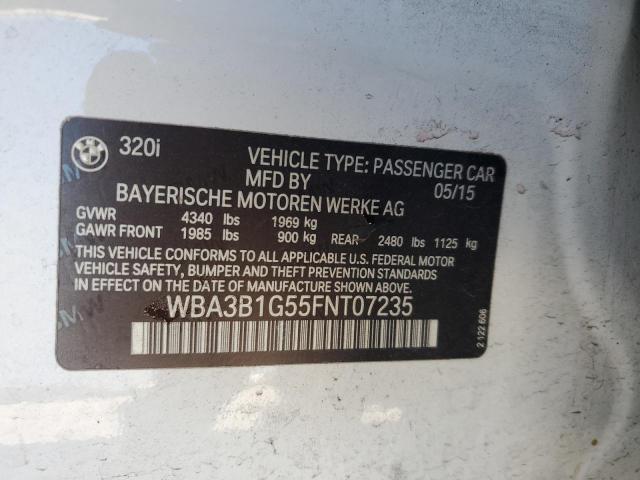 320i
VEHICLE TYPE: PASSENGER CAR
MFD BY 05/15
BAYERISCHE MOTOREN WERKE AG
GVWR 4340 lbs 1969 kg
GAWR FRONT 1985 lbs 900 kg REAR 2480 lbs 1125 kg
THIS VEHICLE CONFORMS TO ALL APPLICABLE U.S. FEDERAL MOTOR
VEHICLE SAFETY, BUMPER AND THEFT PREVENTION STANDARDS
IN EFFECT ON THE DATE OF MANUFACTURE SHOWN ABOVE.
WBA3B1G55FNT07235
2 122 606